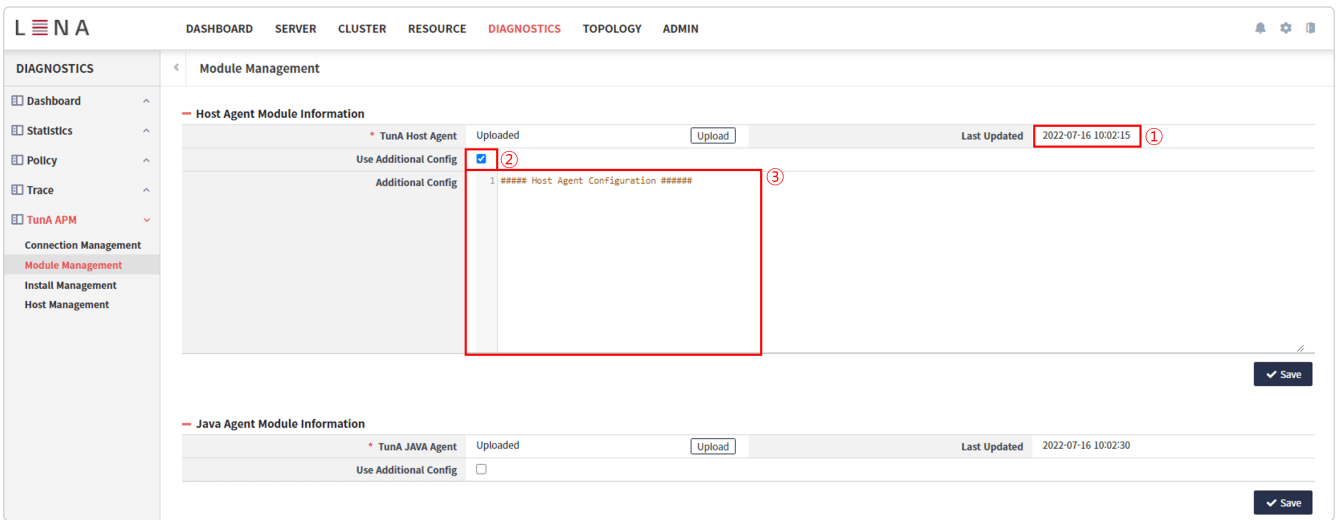 LENA
DASHBOARD SERVER CLUSTER RESOURCE DIAGNOSTICS TOPOLOGY ADMIN
DIAGNOSTICS
Module Management
Dashboard
Statistics
Policy
Trace
TunA APM
Connection Management
Module Management
Install Management
Host Management
Host Agent Module Information
* TunA Host Agent Uploaded Upload Last Updated 2022-07-16 10:02:15 ①
Use Additional Config ②
Additional Config 1 ##### Host Agent Configuration ###### ③
Save
Java Agent Module Information
* TunA JAVA Agent Uploaded Upload Last Updated 2022-07-16 10:02:30
Use Additional Config
Save